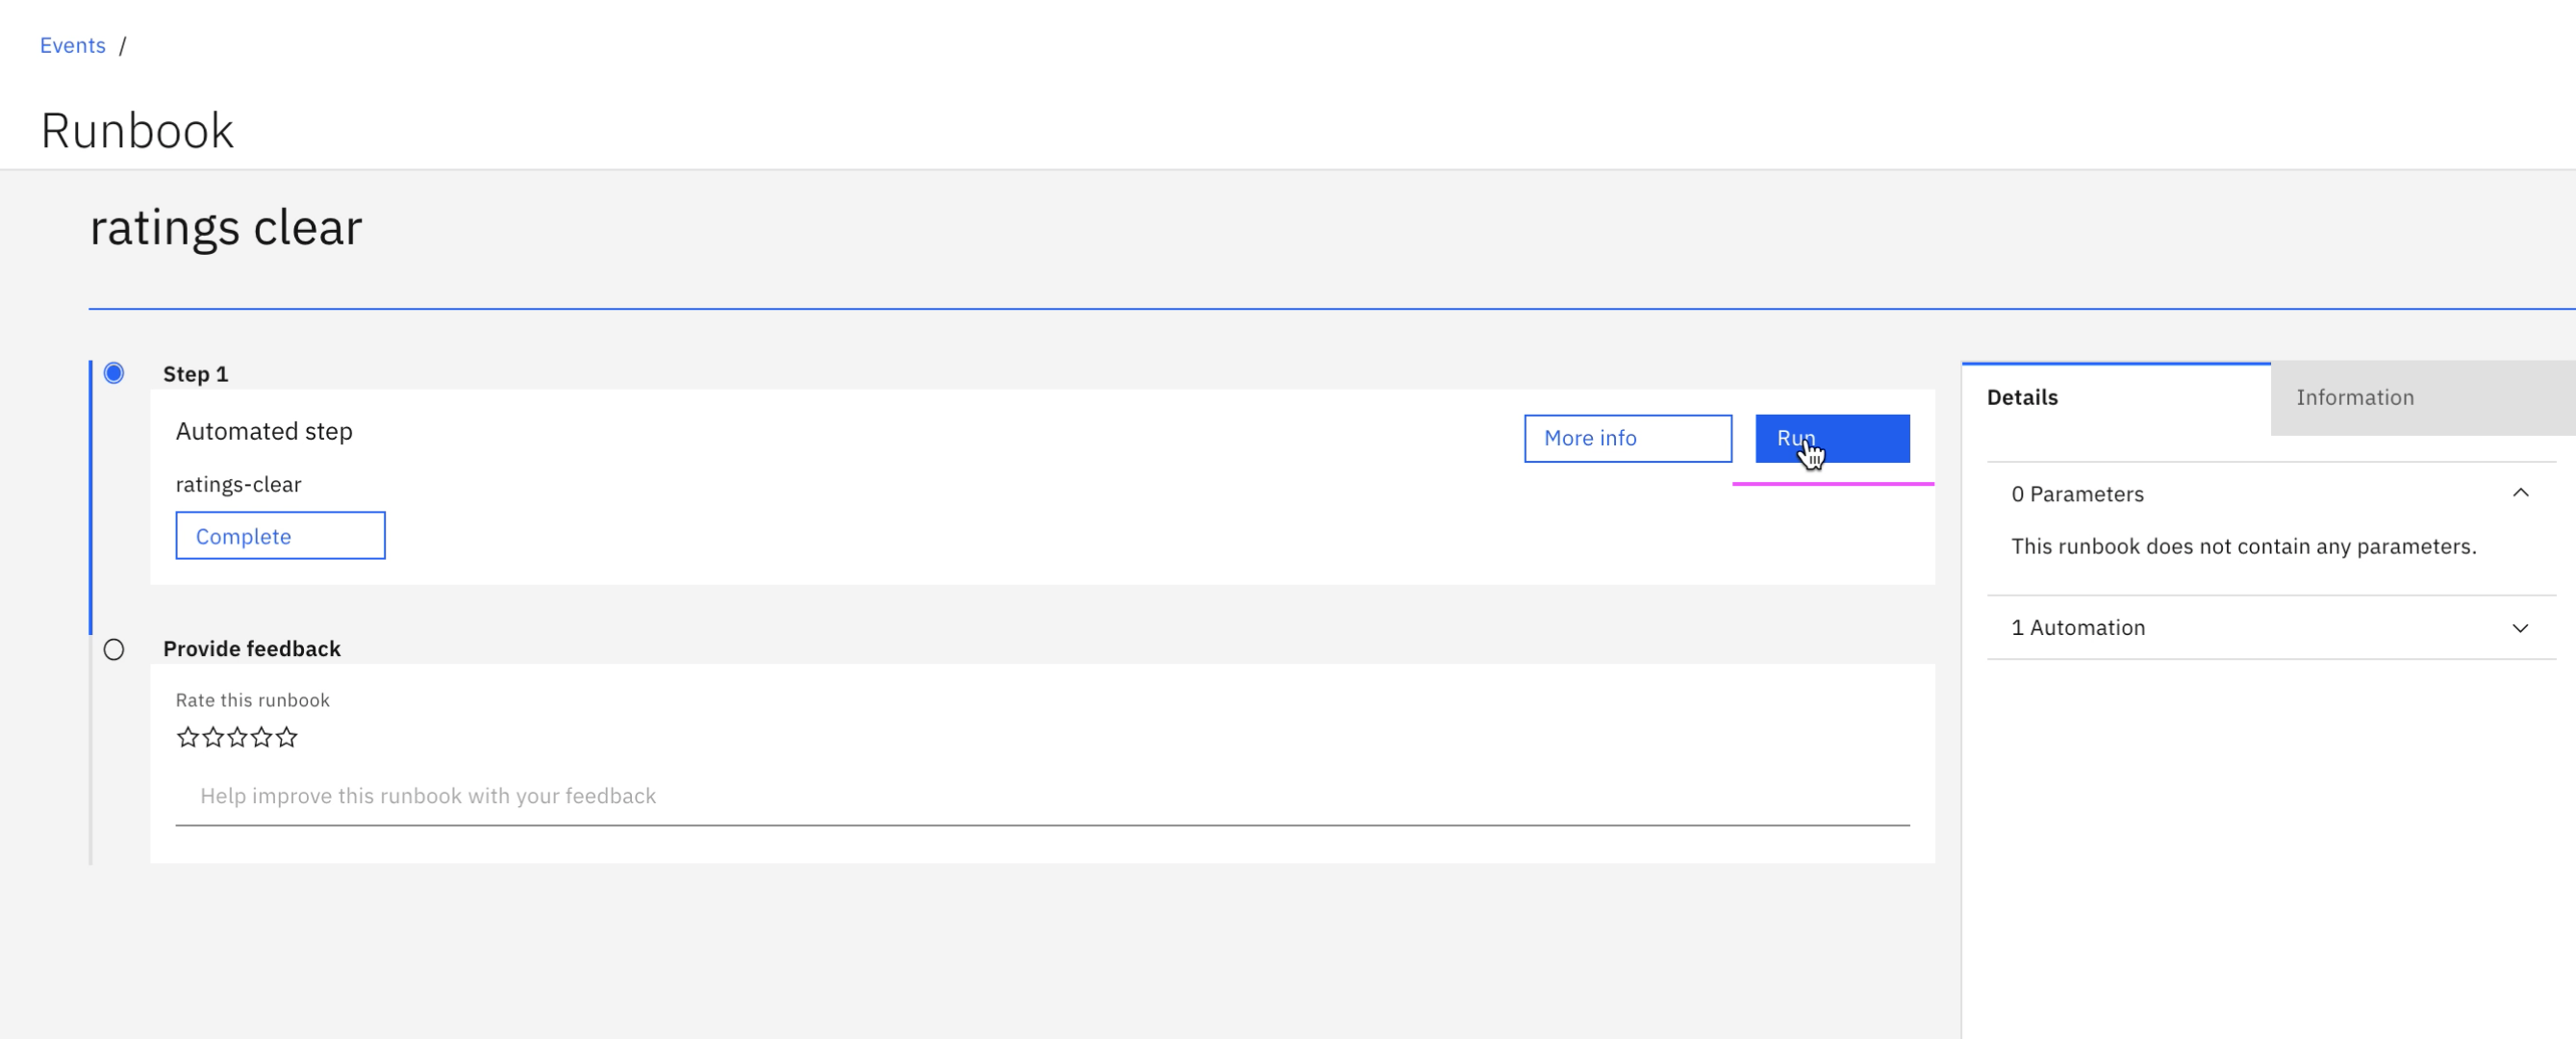 Events /
Runbook
ratings clear
Step 1
Automated step
More info
Run
ratings-clear
Complete
Provide feedback
Rate this runbook
Help improve this runbook with your feedback
Details
Information
0 Parameters
This runbook does not contain any parameters.
1 Automation